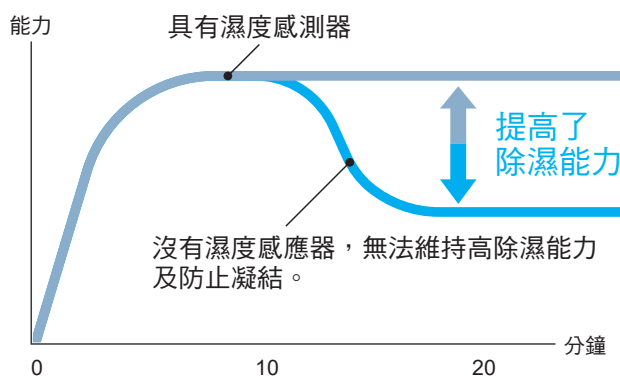 能力
具有濕度感測器
提高了
除濕能力
沒有濕度感應器，無法維持高除濕能力
及防止凝結。
分鐘
0
10
20